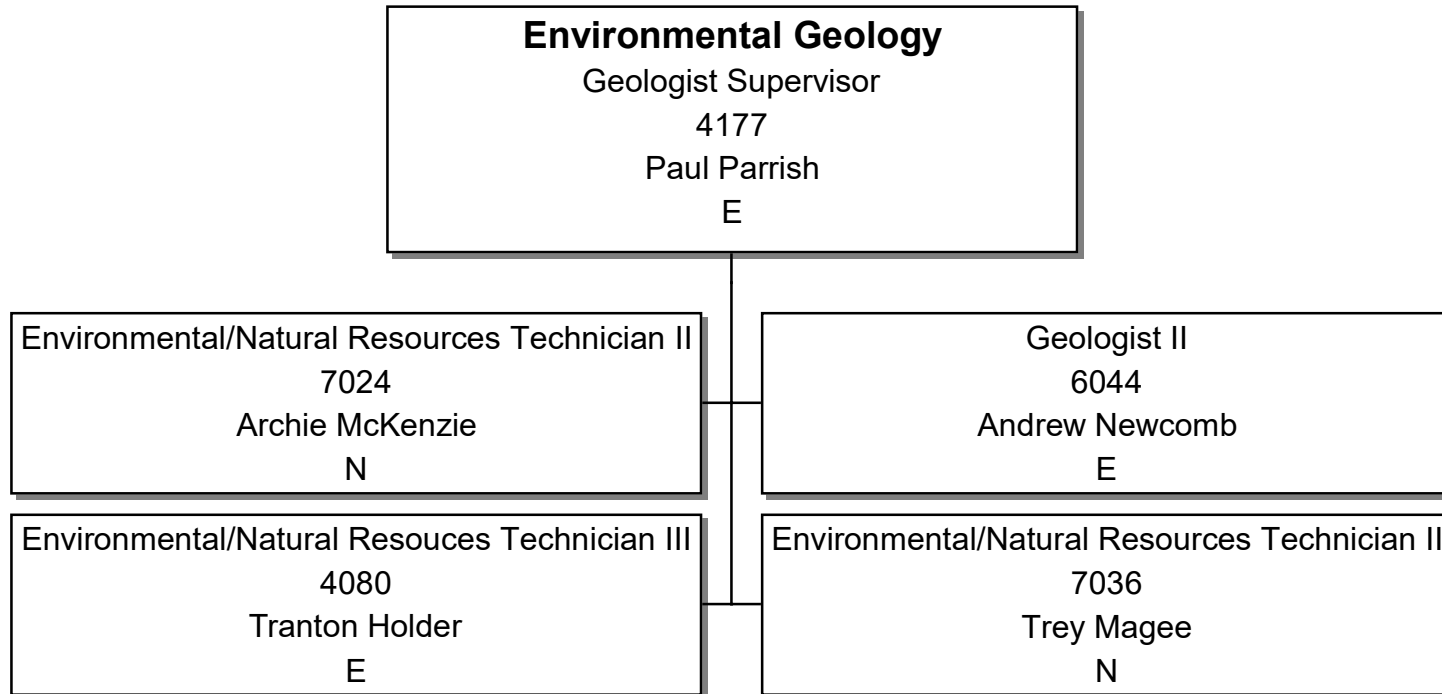 Environmental Geology
Geologist Supervisor
4177
Paul Parrish
E
Environmental/Natural Resources Technician II
7024
Archie McKenzie
N
Geologist II
6044
Andrew Newcomb
E
Environmental/Natural Resouces Technician III
4080
Tranton Holder
E
Environmental/Natural Resources Technician II
7036
Trey Magee
N